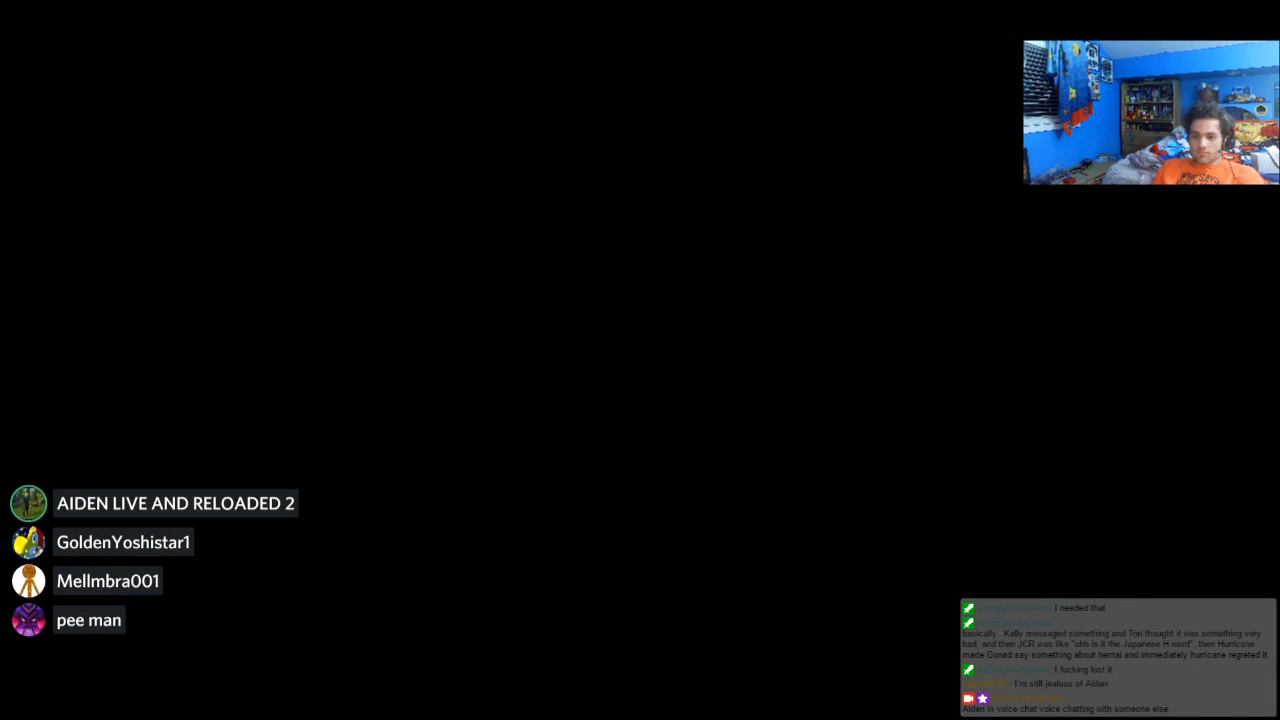 AIDEN LIVE AND RELOADED 2
GoldenYoshistar1
Mellmbra001
pee man
I needed that
basically.. Kally messaged something and Tori thought it was something very
bad, and then JCR was like "uhh is it the Japanese H word", then Hurricane
made Gonad say something about hentai and immediately hurricane regretted it
I fucking lost it
I'm still jealous of Aiden
Aiden in voice chat voice chatting with someone else